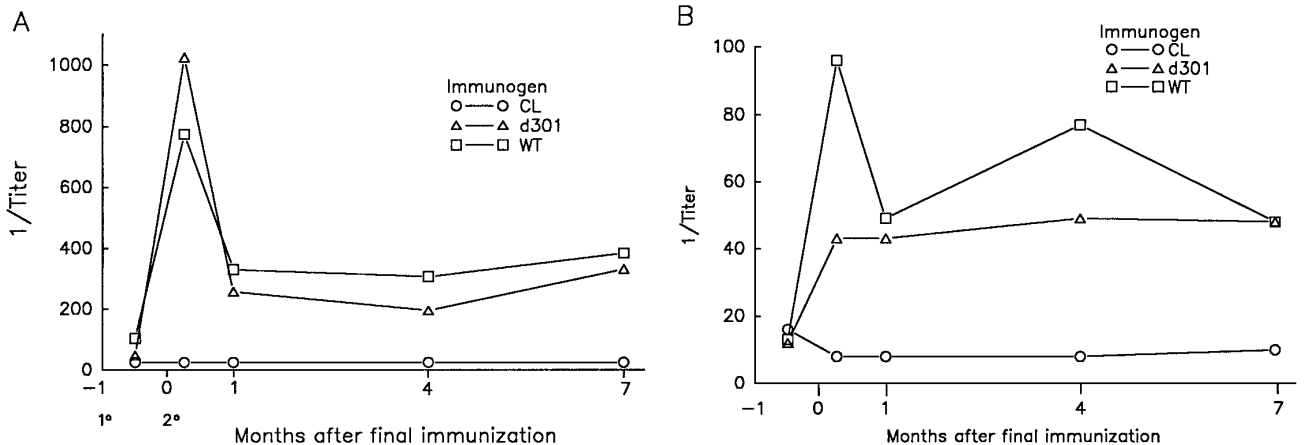 A
1/Titer
1000
800
600
400
200
0
Immunogen
CL
d301
WT
−1 0 1 4 7
1° 2°
Months after final immunization
B
1/Titer
100
80
60
40
20
0
Immunogen
CL
d301
WT
−1 0 1 4 7
Months after final immunization